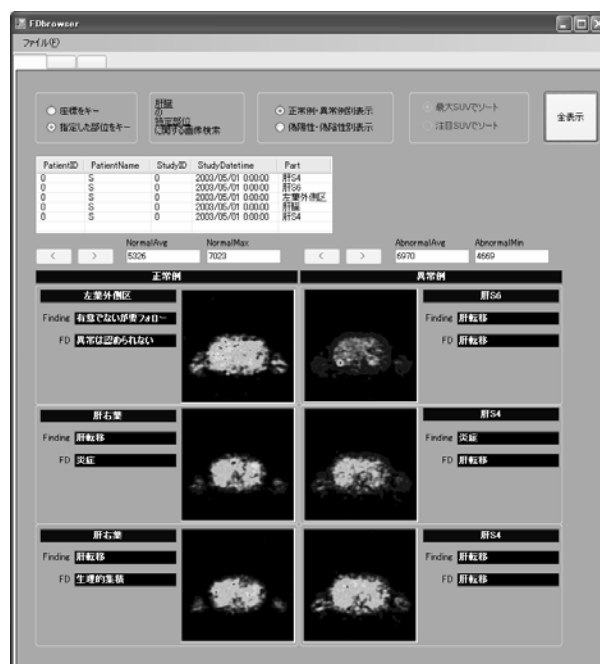 FDbrowser
ファイル(F)
座標をキー
指定した部位をキー
肝臓
の
特定部位
に関する画像検索
正常例・異常例別表示
偽陽性・偽陰性別表示
最大SUVでソート
注目SUVでソート
全表示
PatientID PatientName StudyID StudyDatetime Part
0 S 0 2003/05/01 0:00:00 肝S4
0 S 0 2003/05/01 0:00:00 肝S6
0 S 0 2003/05/01 0:00:00 左葉外側区
0 S 0 2003/05/01 0:00:00 肝臓
0 S 0 2003/05/01 0:00:00 肝S4
NormalAvg NormalMax AbnormalAvg AbnormalMin
< > 5326 7023 < > 6970 4669
正常例 異常例
左葉外側区
Finding 有意でないが要フォロー
FD 異常は認められない
肝S6
Finding 肝転移
FD 肝転移
肝右葉
Finding 肝転移
FD 炎症
肝S4
Finding 炎症
FD 肝転移
肝右葉
Finding 肝転移
FD 生理的集積
肝S4
Finding 肝転移
FD 肝転移